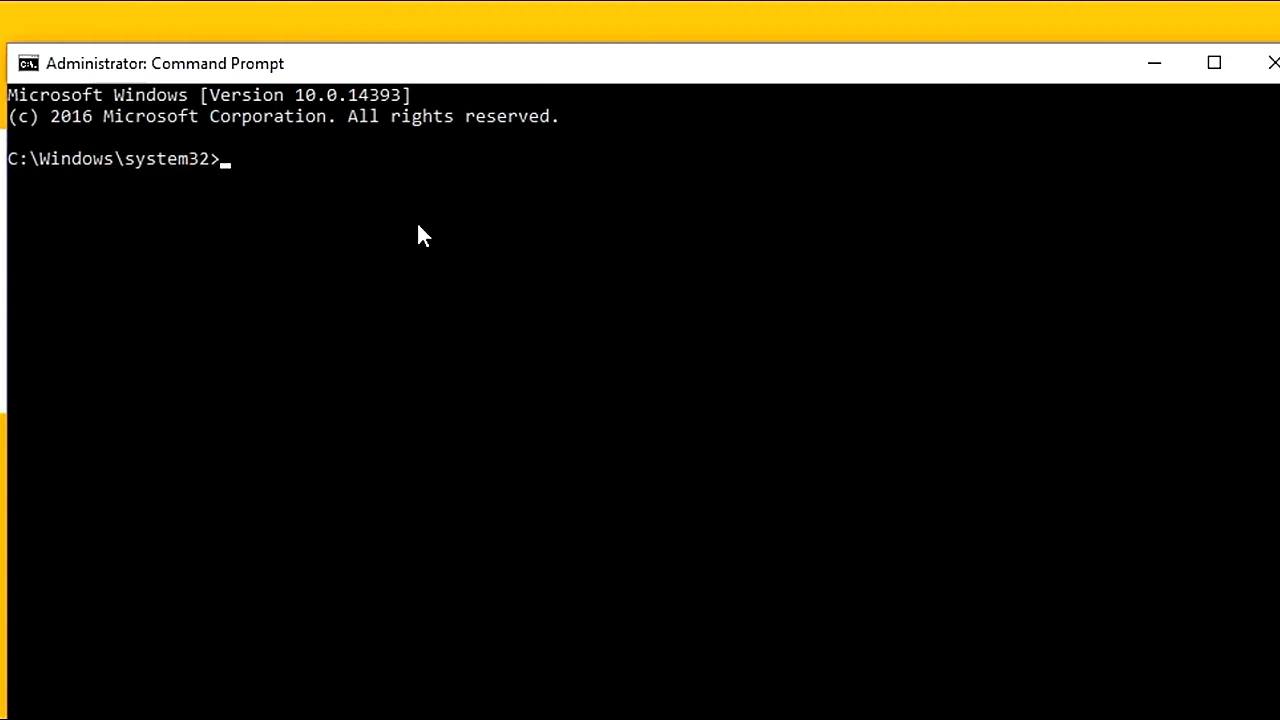 Administrator: Command Prompt
Microsoft Windows [Version 10.0.14393]
(c) 2016 Microsoft Corporation. All rights reserved.
C:\Windows\system32>